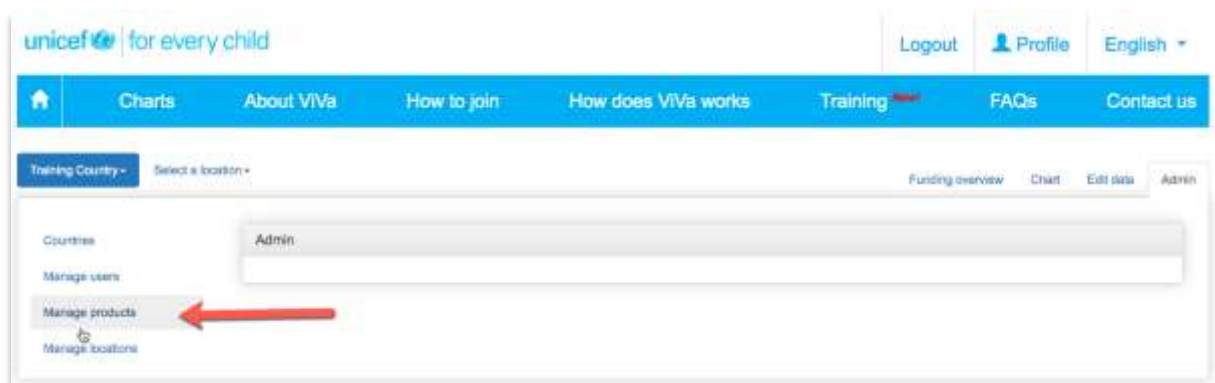 unicef for every child
Logout Profile English
Charts About ViVa How to join How does ViVa works Training New! FAQs Contact us
Training Country Select a location
Funding overview Chart Edit data Admin
Countries
Admin
Manage users
Manage products
Manage locations